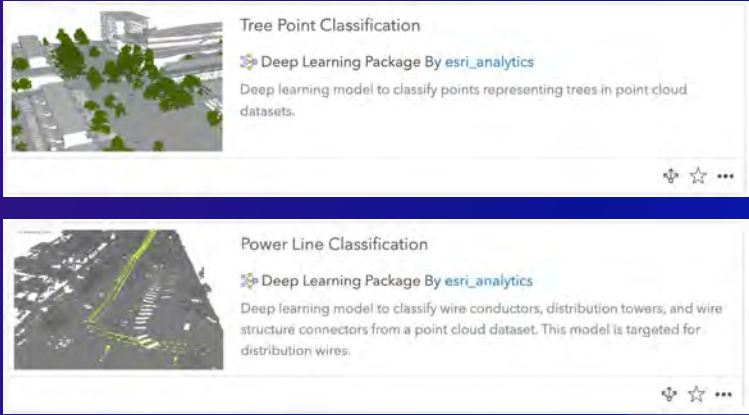 Tree Point Classification
Deep Learning Package By esri_analytics
Deep learning model to classify points representing trees in point cloud
datasets.
Power Line Classification
Deep Learning Package By esri_analytics
Deep learning model to classify wire conductors, distribution towers, and wire
structure connectors from a point cloud dataset. This model is targeted for
distribution wires.